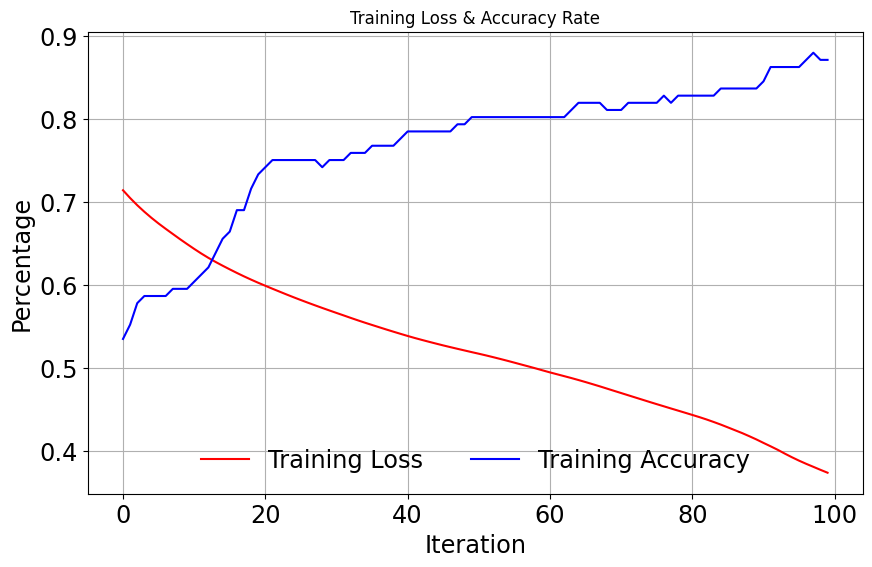 Training Loss & Accuracy Rate
0.9
0.8
0.7
0.6
0.5
0.4
Percentage
Training Loss Training Accuracy
0 20 40 60 80 100
Iteration